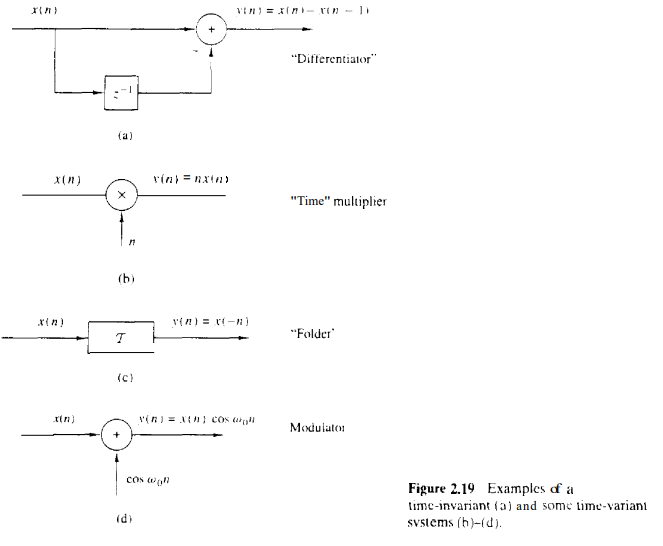 x(n)
y(n) = x(n) − x(n − 1)
+
−
"Differentiator"
z⁻¹
(a)
x(n)
y(n) = nx(n)
×
"Time" multiplier
n
(b)
x(n)
y(n) = x(−n)
𝒯
"Folder'
(c)
x(n)
y(n) = x(n) cos ω₀n
+
Modulator
cos ω₀n
(d)
Figure 2.19 Examples of a
time-invariant (a) and some time-variant
systems (b)–(d).